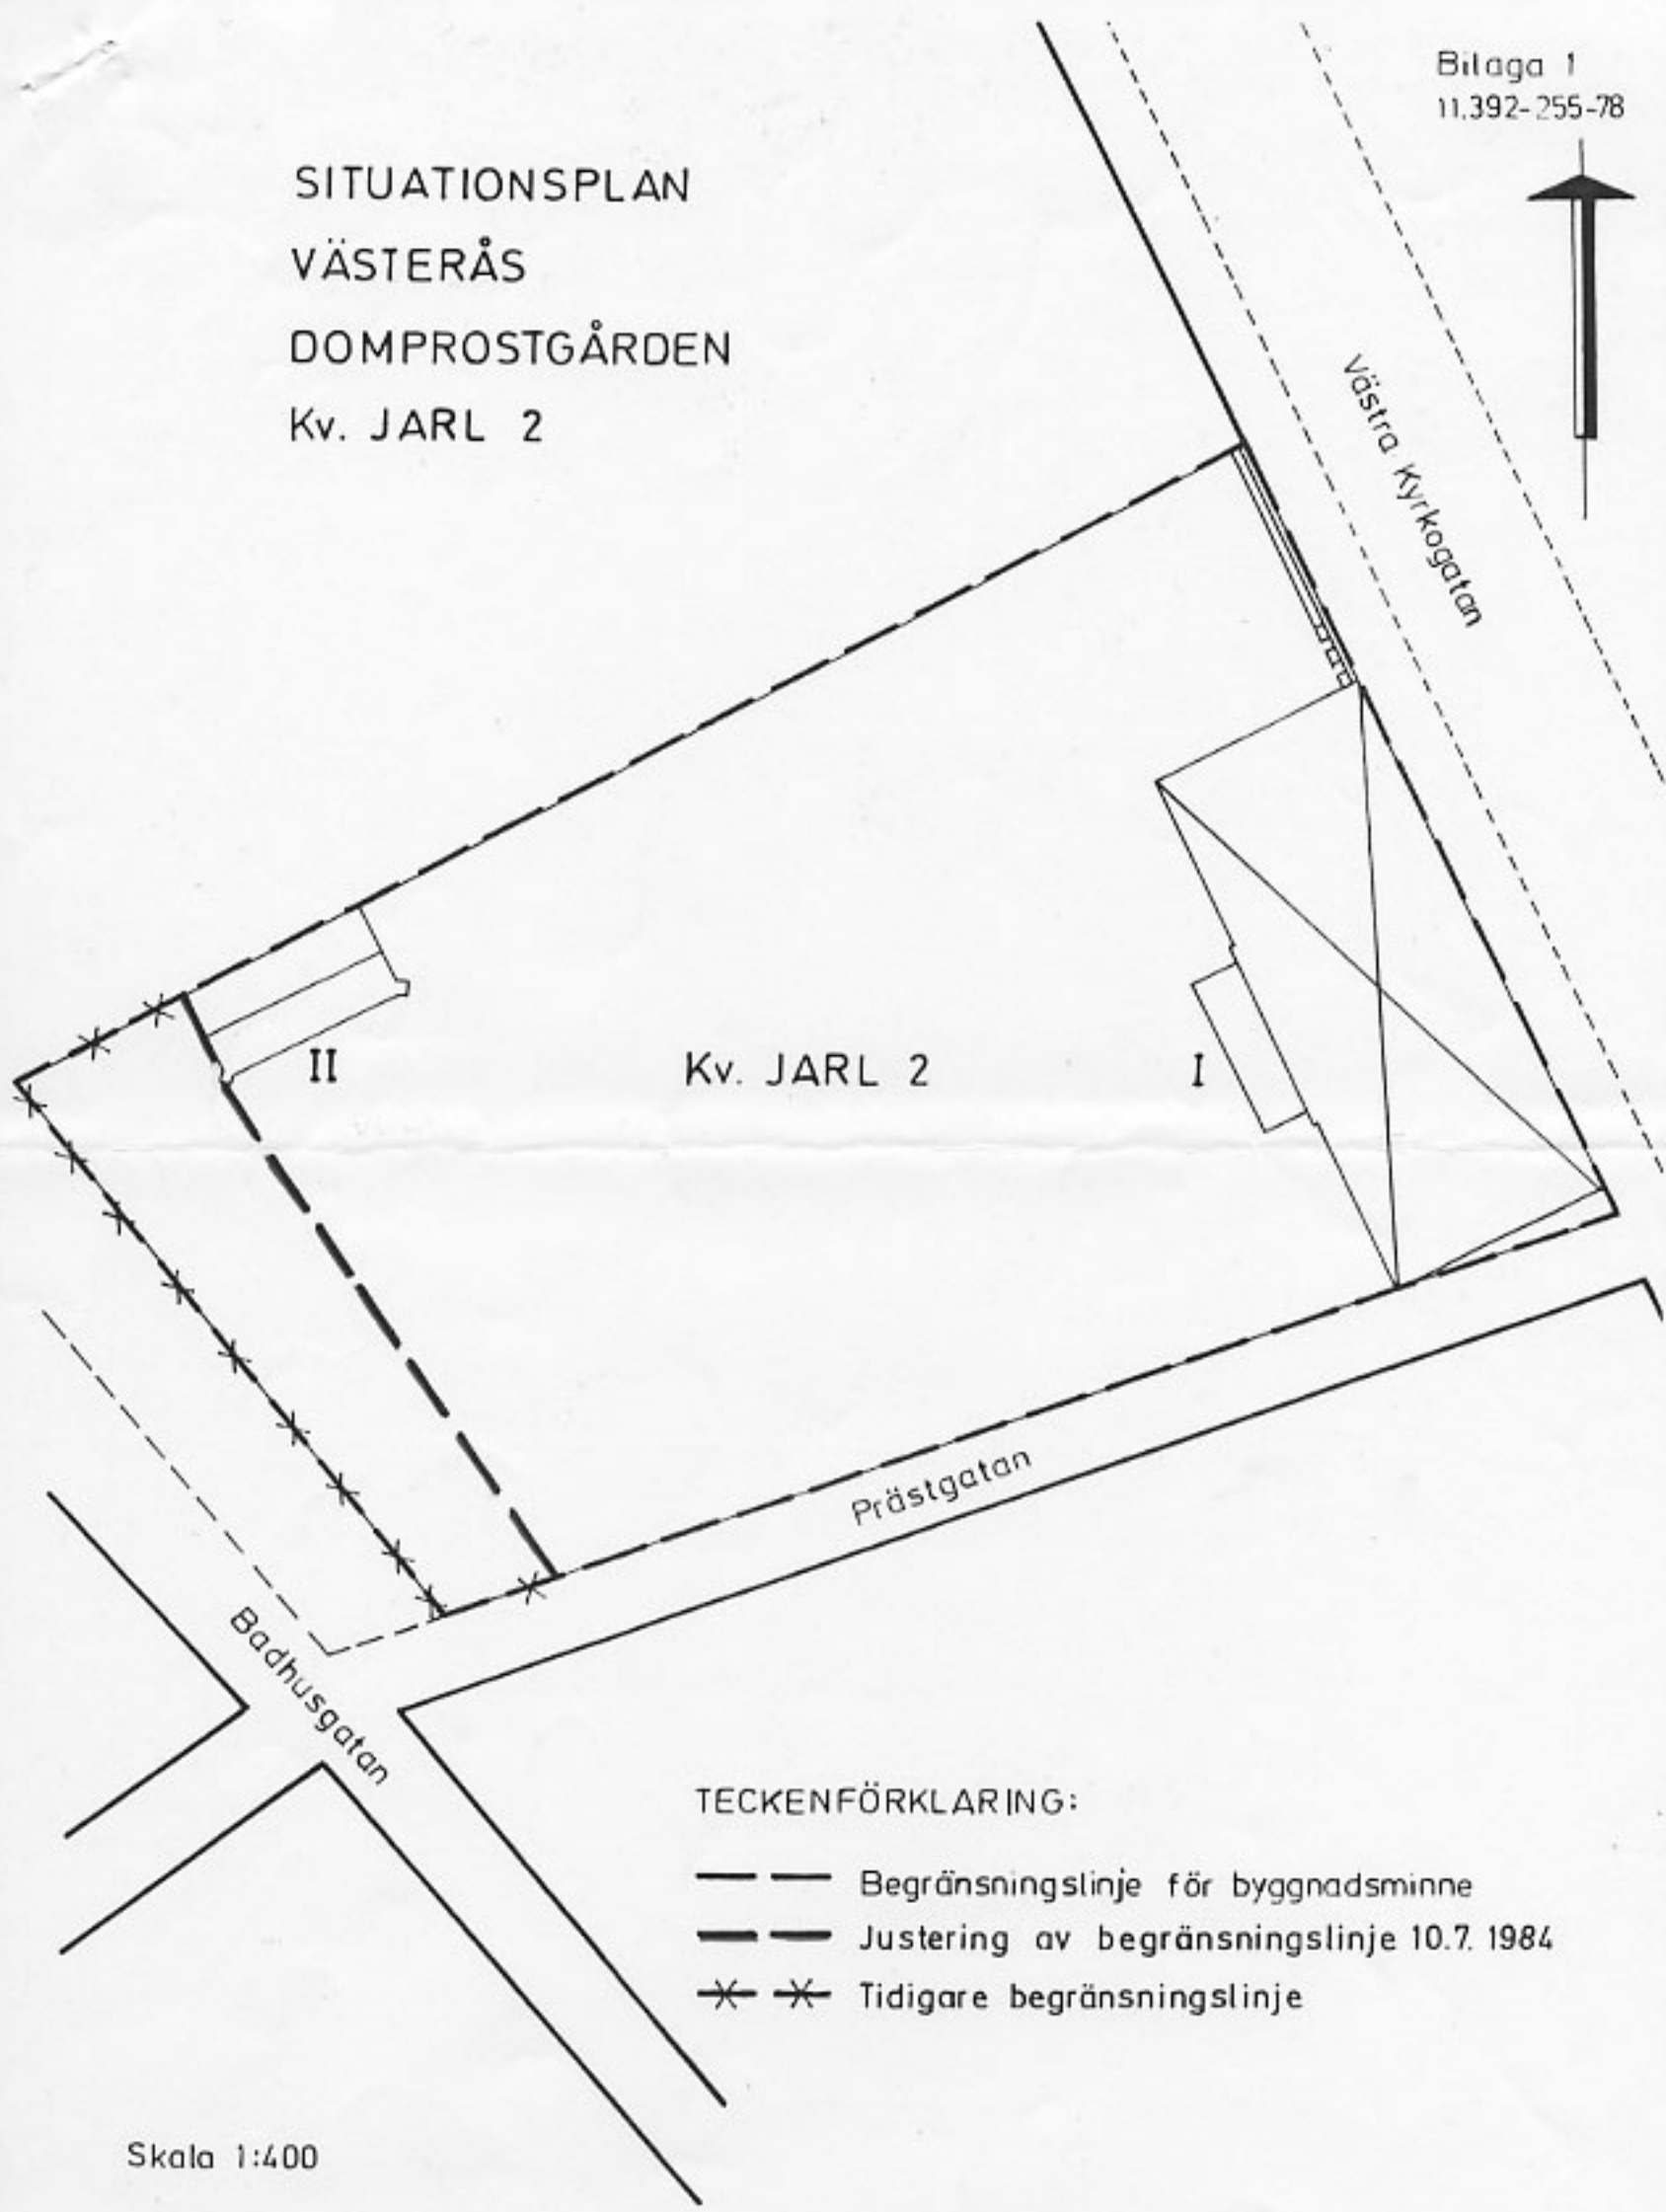 Bilaga 1
11.392-255-78
SITUATIONSPLAN
VÄSTERÅS
DOMPROSTGÅRDEN
Kv. JARL 2
Västra Kyrkogatan
II
Kv. JARL 2
I
Prästgatan
Badhusgatan
TECKENFÖRKLARING:
Begränsningslinje för byggnadsminne
Justering av begränsningslinje 10.7. 1984
Tidigare begränsningslinje
Skala 1:400